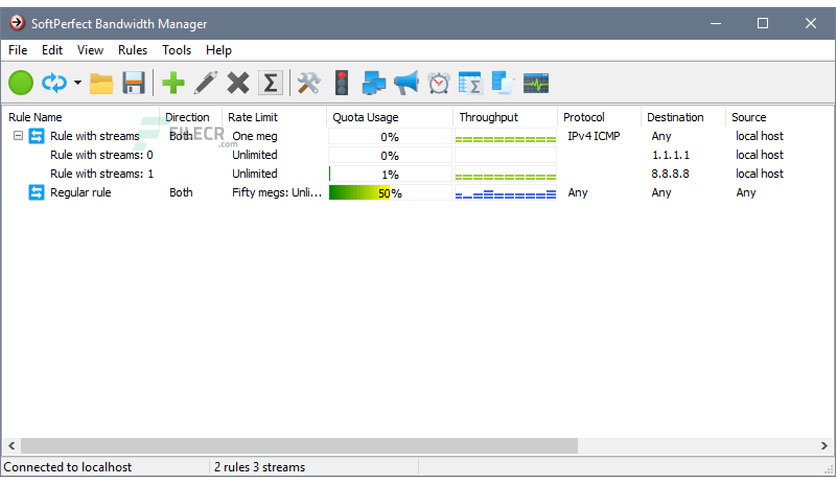 SoftPerfect Bandwidth Manager
File Edit View Rules Tools Help
Rule Name Direction Rate Limit Quota Usage Throughput Protocol Destination Source
Rule with streams Both One meg 0% IPv4 ICMP Any local host
FILECR
.com
Rule with streams: 0 Unlimited 0% 1.1.1.1 local host
Rule with streams: 1 Unlimited 1% 8.8.8.8 local host
Regular rule Both Fifty megs: Unli... 50% Any Any Any
Connected to localhost 2 rules 3 streams